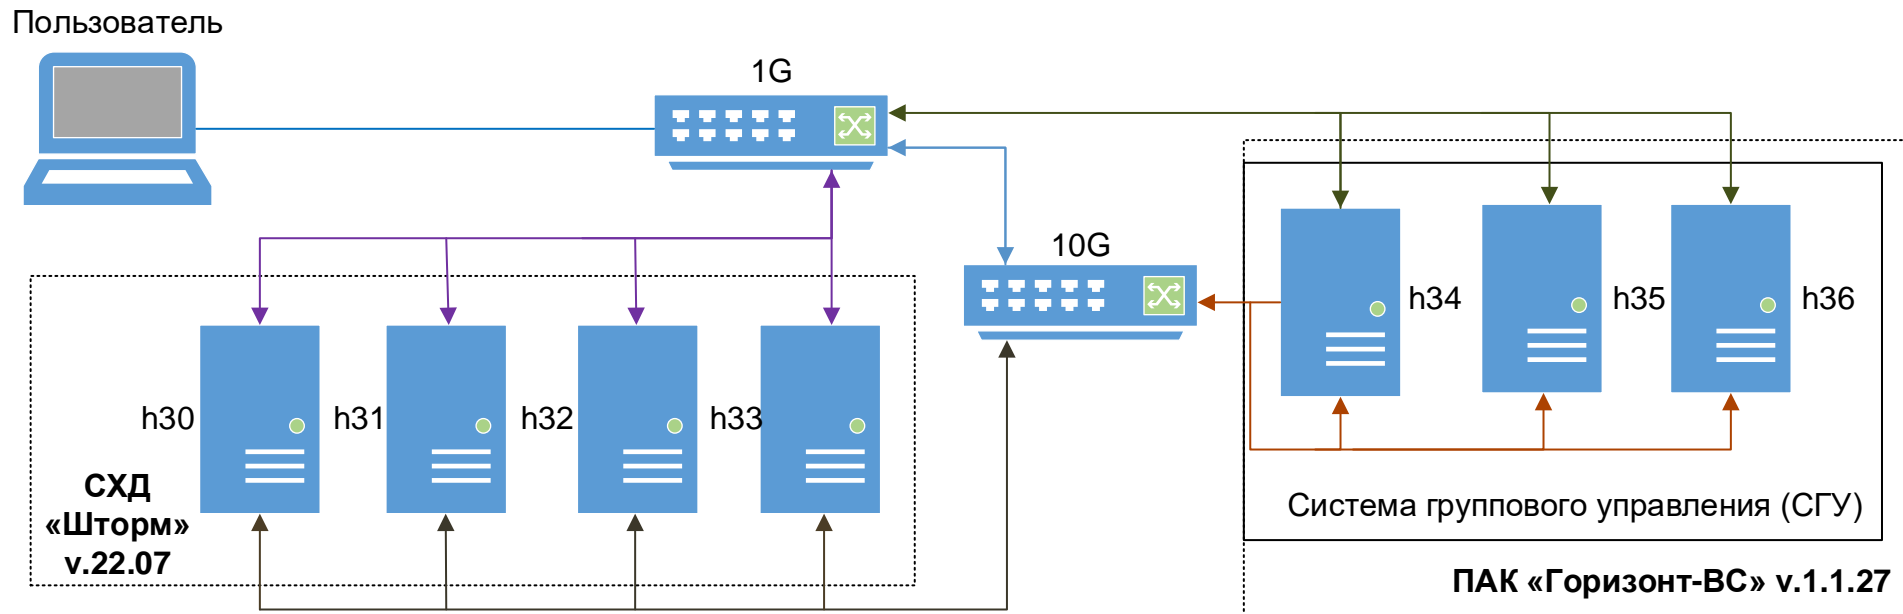 Пользователь
1G
10G
h34
h35
h36
h30
h31
h32
h33
СХД
«Шторм»
v.22.07
Система группового управления (СГУ)
ПАК «Горизонт-ВС» v.1.1.27